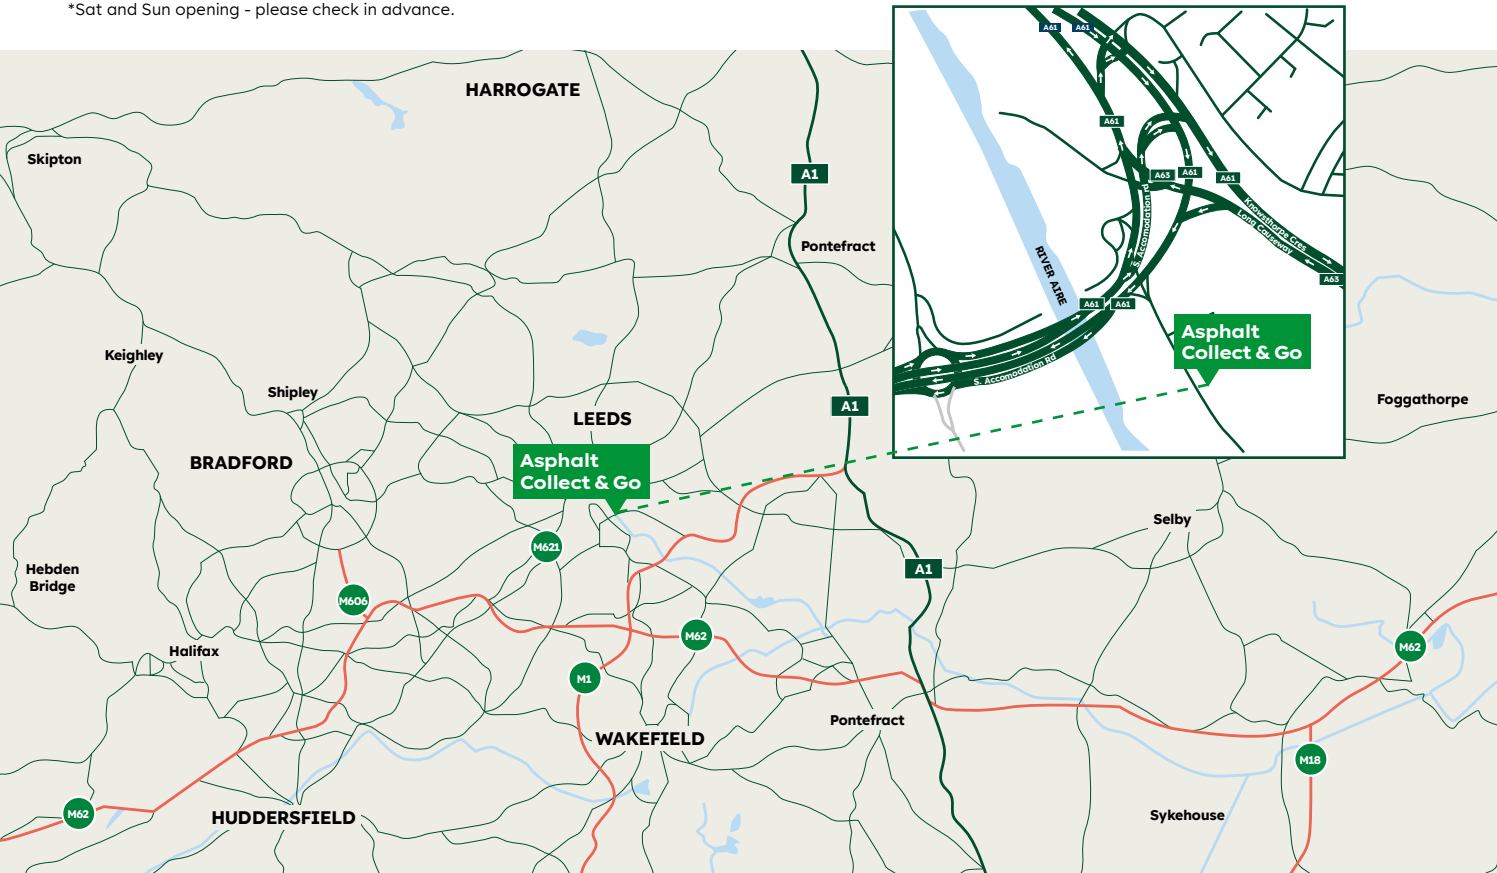 *Sat and Sun opening - please check in advance.
A61
A61
HARROGATE
A61
Skipton
A1
A63
A61
A61
S. Accomodation Rd
Knowsthorpe Cres
Long Causeway
Pontefract
RIVER AIRE
A63
A61
A61
Asphalt
Collect & Go
Keighley
S. Accomodation Rd
Shipley
Foggathorpe
A1
LEEDS
BRADFORD
Asphalt
Collect & Go
Selby
M621
Hebden
Bridge
A1
M606
M62
M62
Halifax
M1
Pontefract
WAKEFIELD
M18
M62
HUDDERSFIELD
Sykehouse